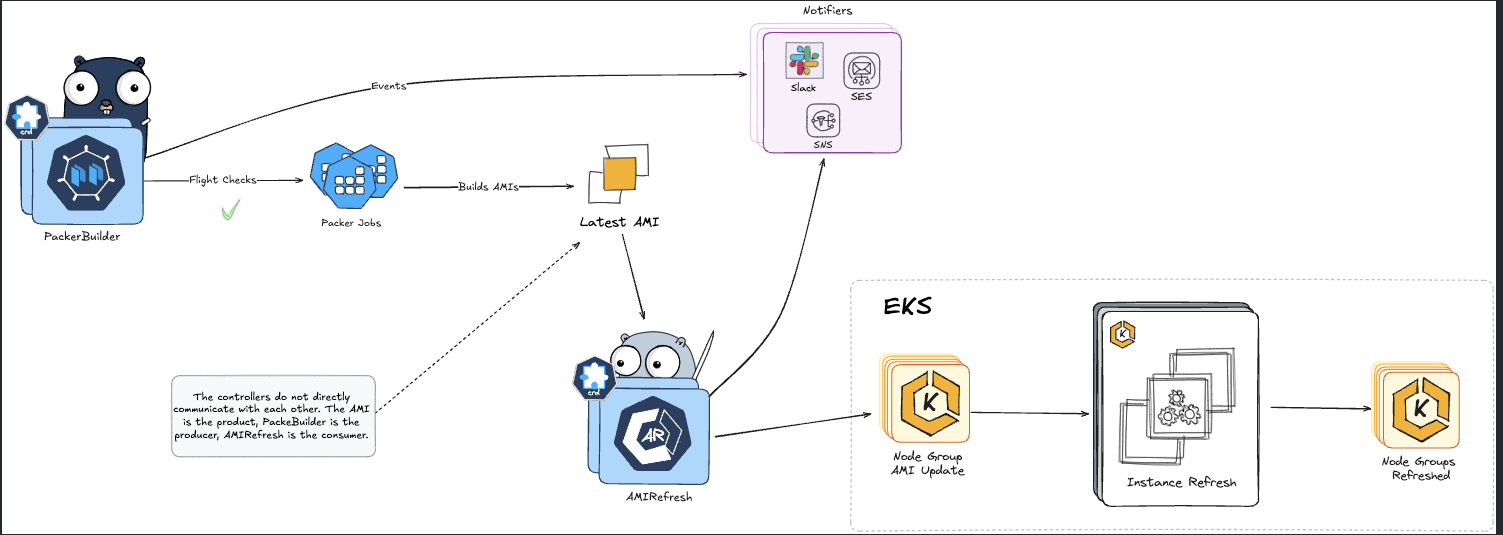 Notifiers
Slack
SES
SNS
Events
crd
Flight Checks
PackerBuilder
Packer Jobs
Builds AMIs
Latest AMI
The controllers do not directly
communicate with each other. The AMI
is the product, PackeBuilder is the
producer, AMIRefresh is the consumer.
crd
AR
AMIRefresh
EKS
K
Node Group
AMI Update
K
Instance Refresh
K
Node Groups
Refreshed